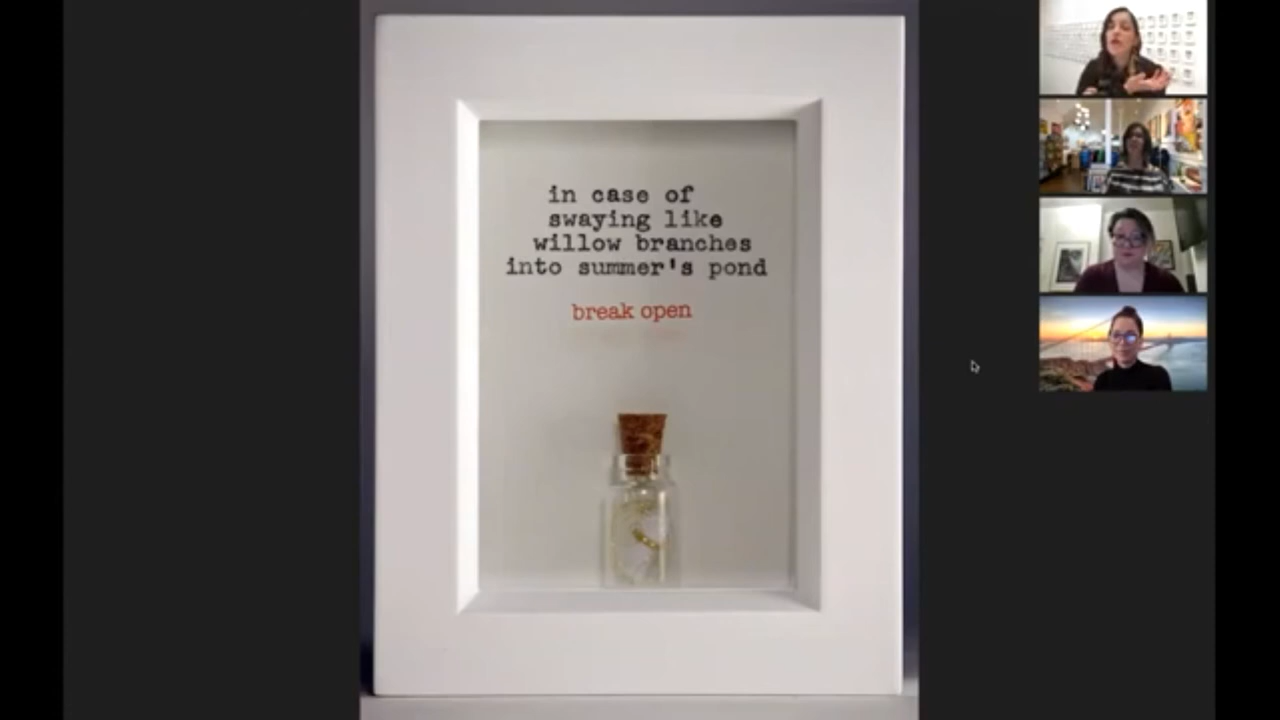 in case of
swaying like
willow branches
into summer's pond
break open